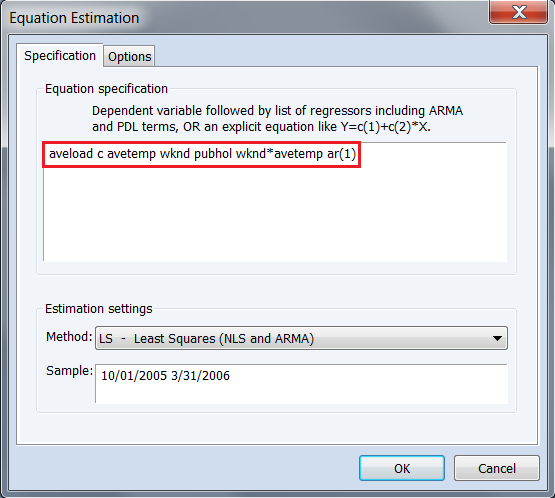 Equation Estimation
Specification Options
Equation specification
Dependent variable followed by list of regressors including ARMA
and PDL terms, OR an explicit equation like Y=c(1)+c(2)*X.
aveload c avetemp wknd pubhol wknd*avetemp ar(1)
Estimation settings
Method: LS - Least Squares (NLS and ARMA)
Sample: 10/01/2005 3/31/2006
OK Cancel